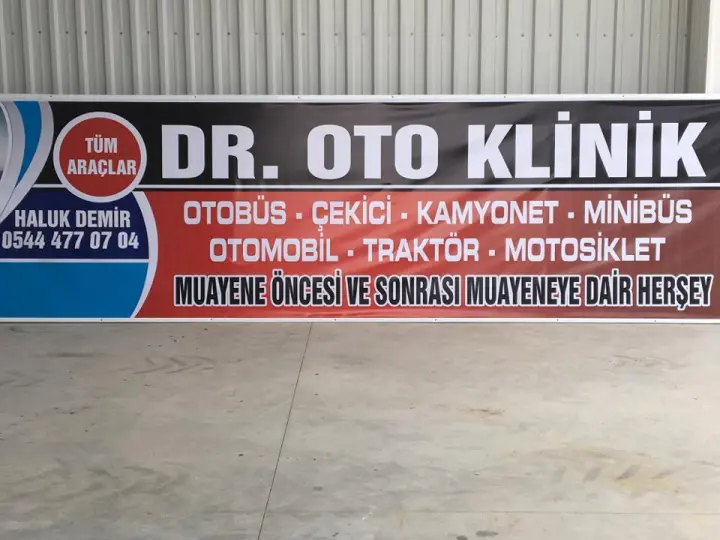 TÜM
ARAÇLAR
DR. OTO KLİNİK
HALUK DEMİR
0544 477 07 04
OTOBÜS - ÇEKİCİ - KAMYONET - MİNİBÜS
OTOMOBİL - TRAKTÖR - MOTOSİKLET
MUAYENE ÖNCESİ VE SONRASI MUAYENEYE DAİR HERŞEY